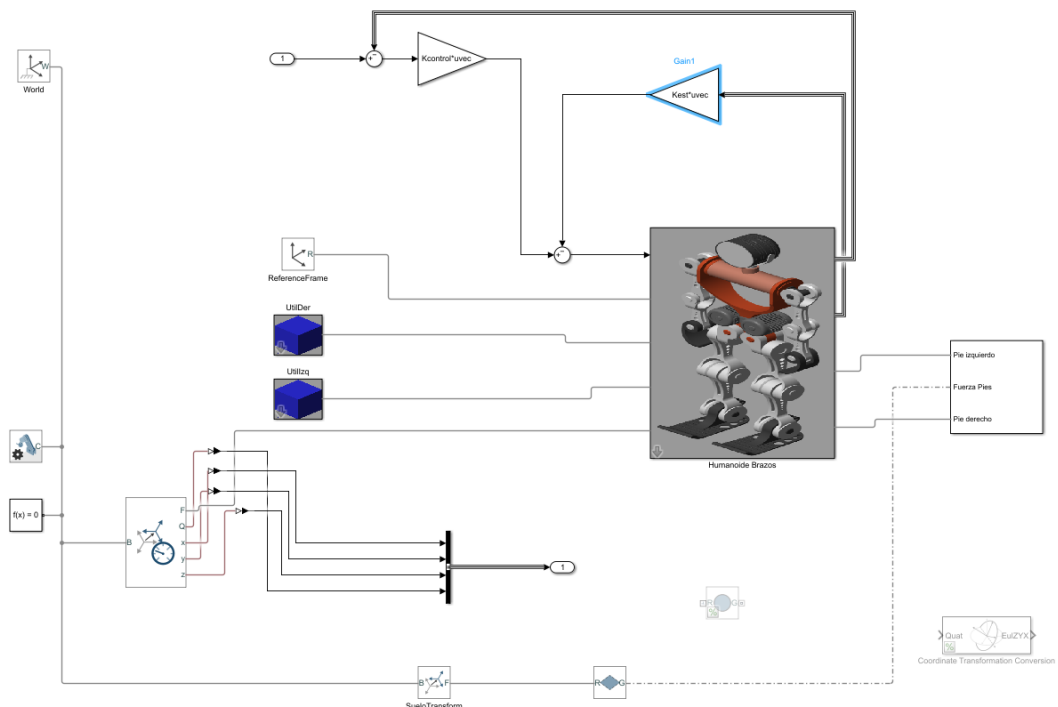 1
+
−
Kcontrol*uvec
Gain1
Kest*uvec
W
World
+
−
R
ReferenceFrame
UtilDer
UtilIzq
Humanoide Brazos
Pie izquierdo
Fuerza Pies
Pie derecho
C
f(x) = 0
B
F
Q
x
y
z
1
R
G
Quat
EulZYX
Coordinate Transformation Conversion
B
F
SueloTransform
R
G